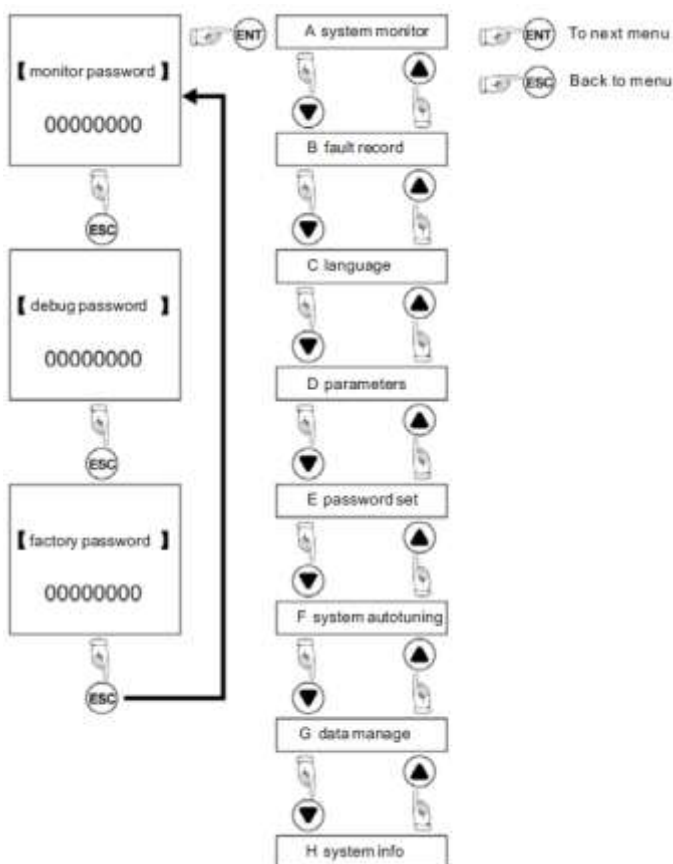 ENT
A system monitor
ENT To next menu
【 monitor password 】
00000000
ESC Back to menu
B fault record
ESC
C language
【 debug password 】
00000000
D parameters
ESC
E password set
【 factory password 】
00000000
F system autotuning
ESC
G data manage
H system info